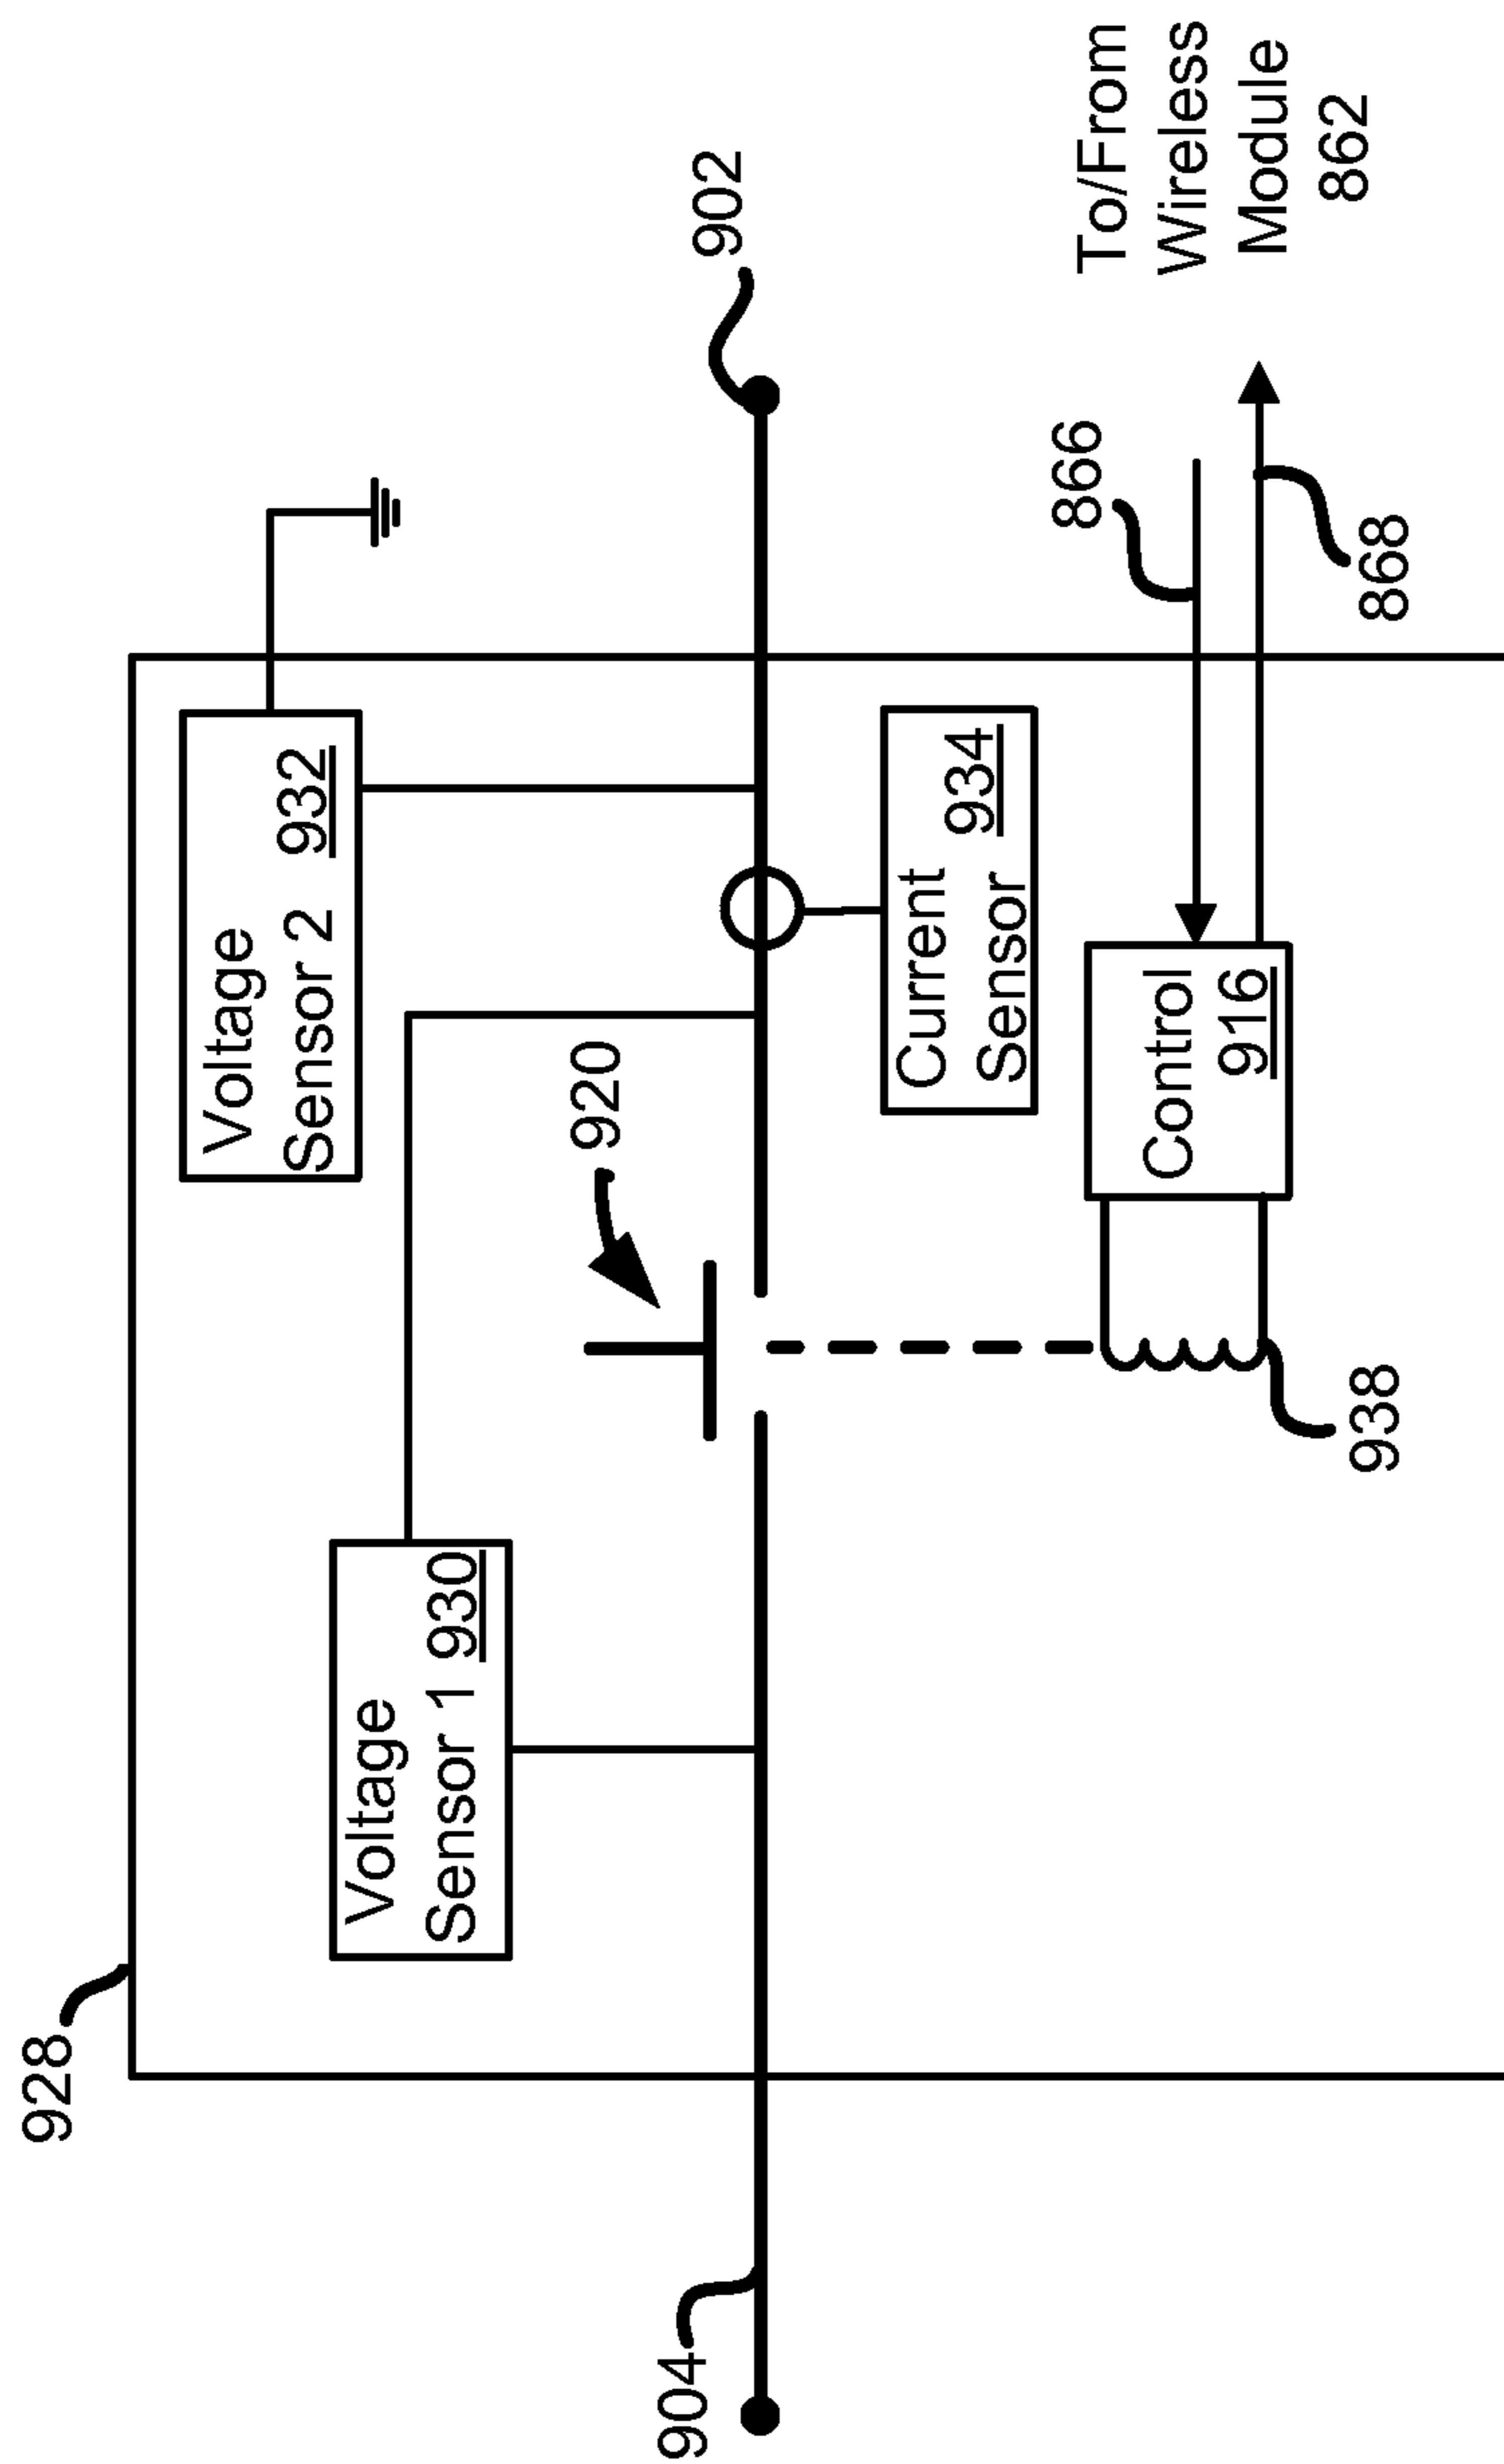 928
Voltage
Sensor 2 932
Voltage
Sensor 1 930
920
902
904
Current 934
Sensor
866
To/From
Wireless
Module
862
Control
916
868
938